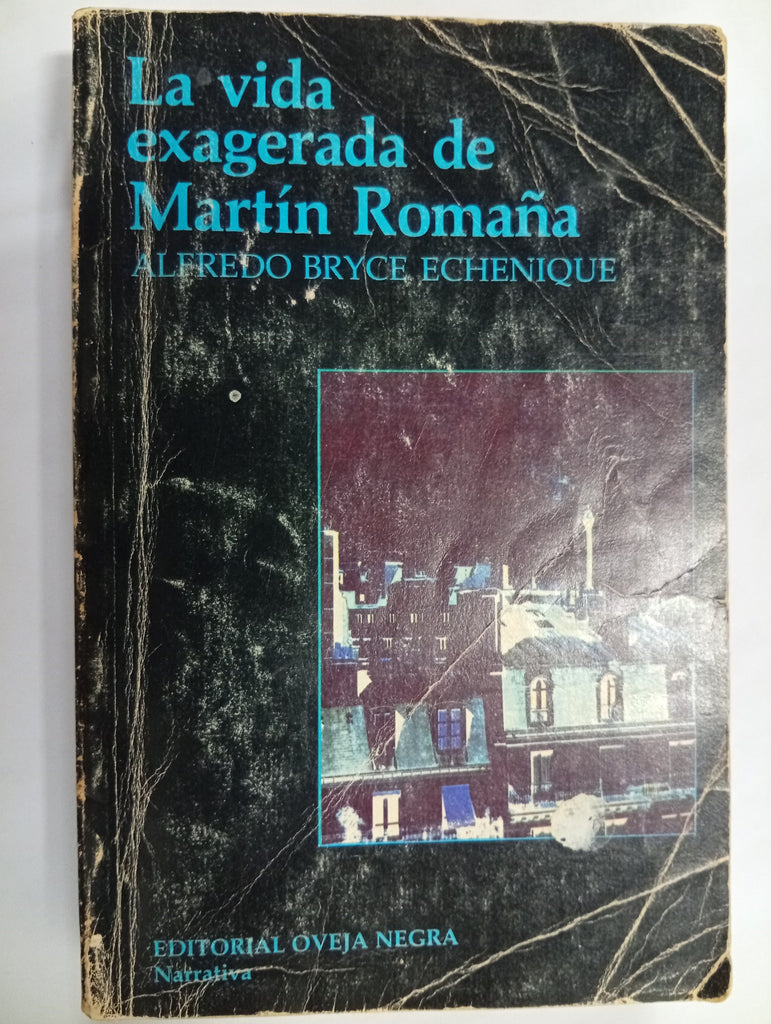 La vida
exagerada de
Martín Romaña
ALFREDO BRYCE ECHENIQUE
EDITORIAL OVEJA NEGRA
Narrativa